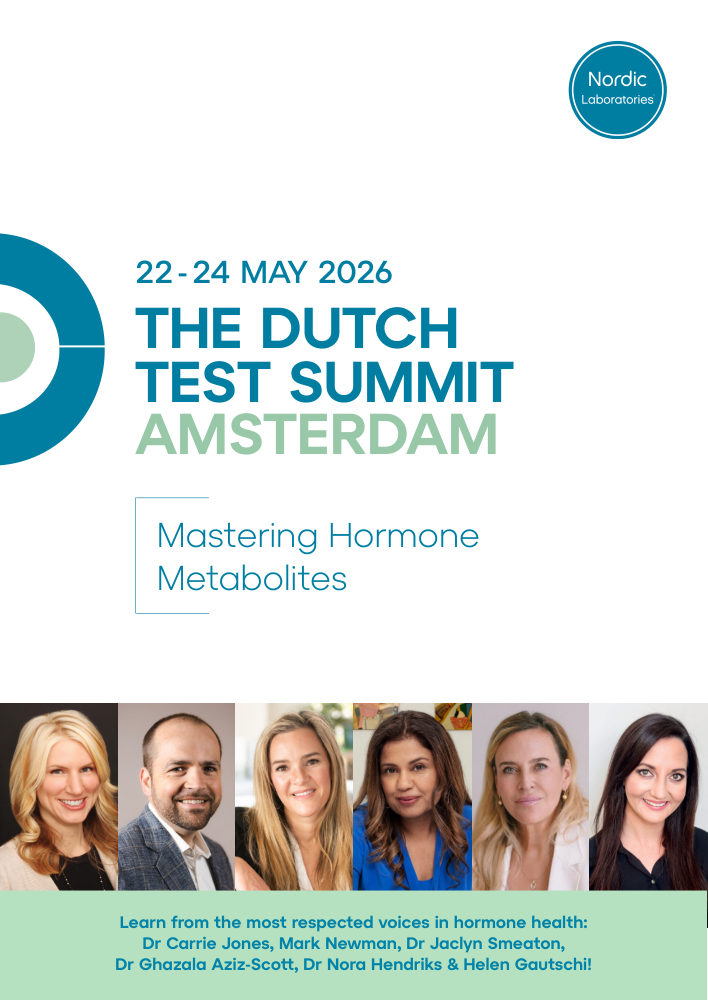 Nordic
Laboratories
22 - 24 MAY 2026
THE DUTCH
TEST SUMMIT
AMSTERDAM
Mastering Hormone
Metabolites
Learn from the most respected voices in hormone health:
Dr Carrie Jones, Mark Newman, Dr Jaclyn Smeaton,
Dr Ghazala Aziz-Scott, Dr Nora Hendriks & Helen Gautschi!